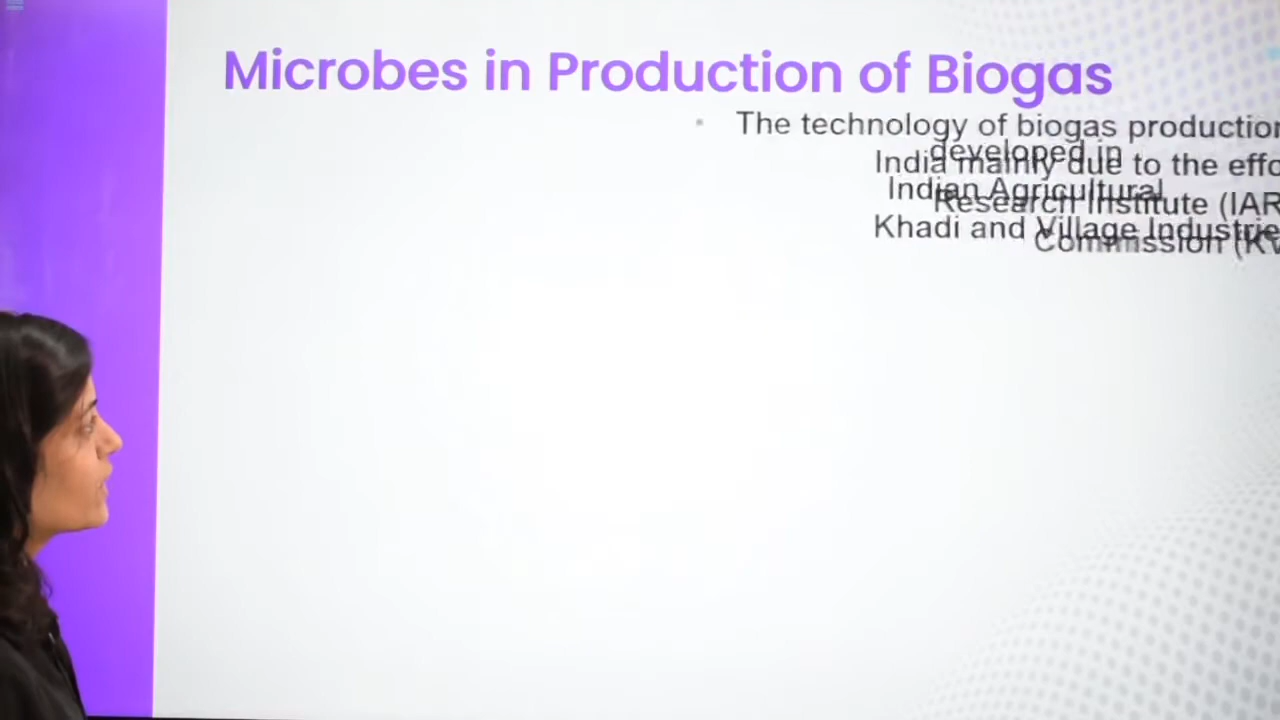 Microbes in Production of Biogas
• The technology of biogas production
developed in
India mainly due to the effo
Indian Agricultural
Research Institute (IAR
Khadi and Village Industrie
Commission (KV